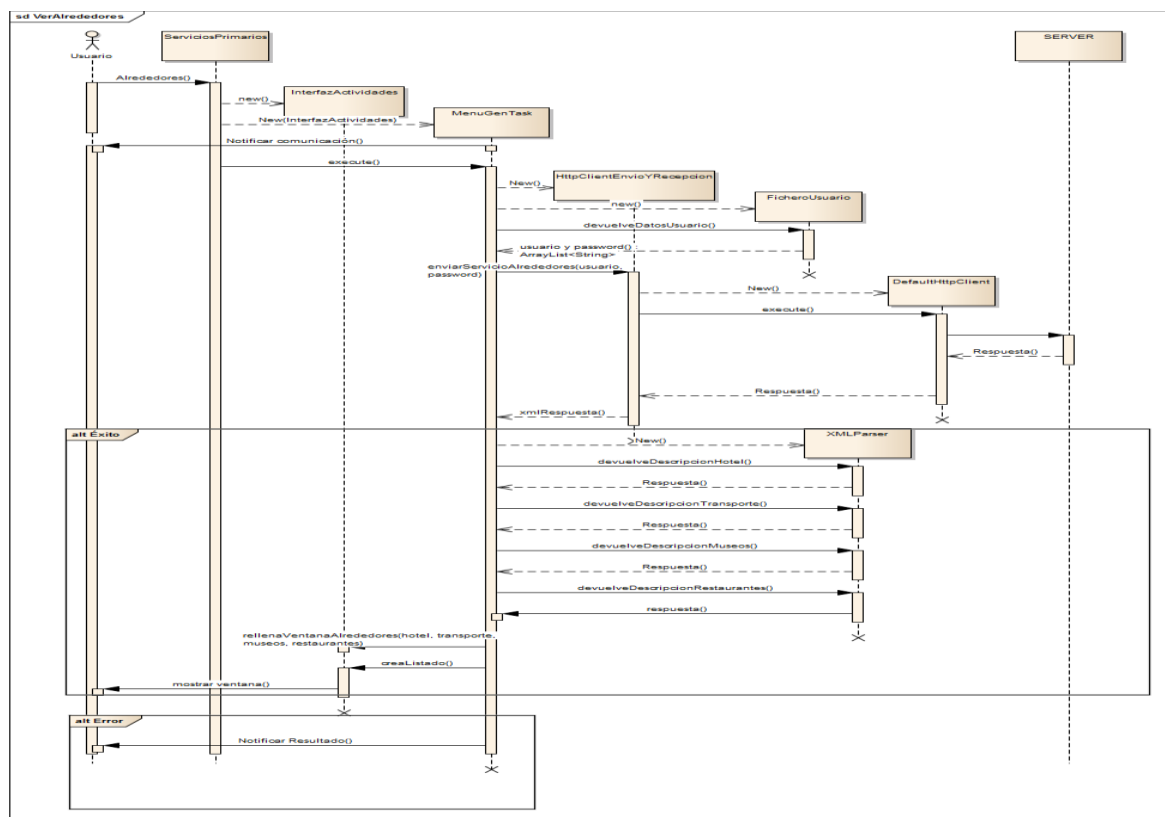 sd VerAlrededores
Usuario
ServiciosPrimarios
SERVER
Alrededores()
new()
InterfazActividades
New(InterfazActividades)
MenuGenTask
Notificar comunicación()
execute()
New()
HttpClientEnvioYRecepcion
new()
FicheroUsuario
devuelveDatosUsuario()
usuario y password() :
ArrayList<String>
enviarServicioAlrededores(usuario,
password)
New()
DefaultHttpClient
execute()
Respuesta()
Respuesta()
xmlRespuesta()
alt Éxito
New()
XMLParser
devuelveDescripcionHotel()
Respuesta()
devuelveDescripcionTransporte()
Respuesta()
devuelveDescripcionMuseos()
Respuesta()
devuelveDescripcionRestaurantes()
respuesta()
rellenaVentanaAlrededores(hotel, transporte,
museos, restaurantes)
creaListado()
mostrar ventana()
alt Error
Notificar Resultado()